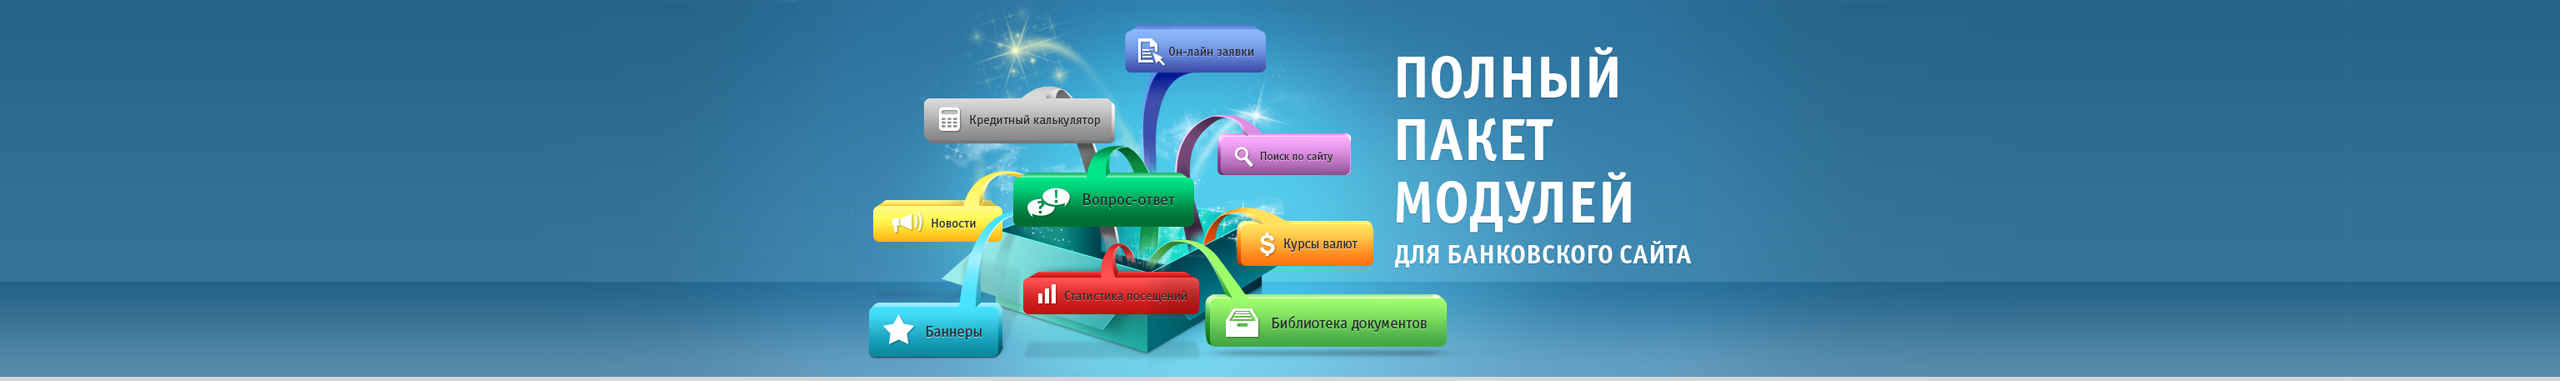 Он-лайн заявки
Кредитный калькулятор
Поиск по сайту
Вопрос-ответ
Новости
Курсы валют
Статистика посещений
Баннеры
Библиотека документов
ПОЛНЫЙ
ПАКЕТ
МОДУЛЕЙ
ДЛЯ БАНКОВСКОГО САЙТА